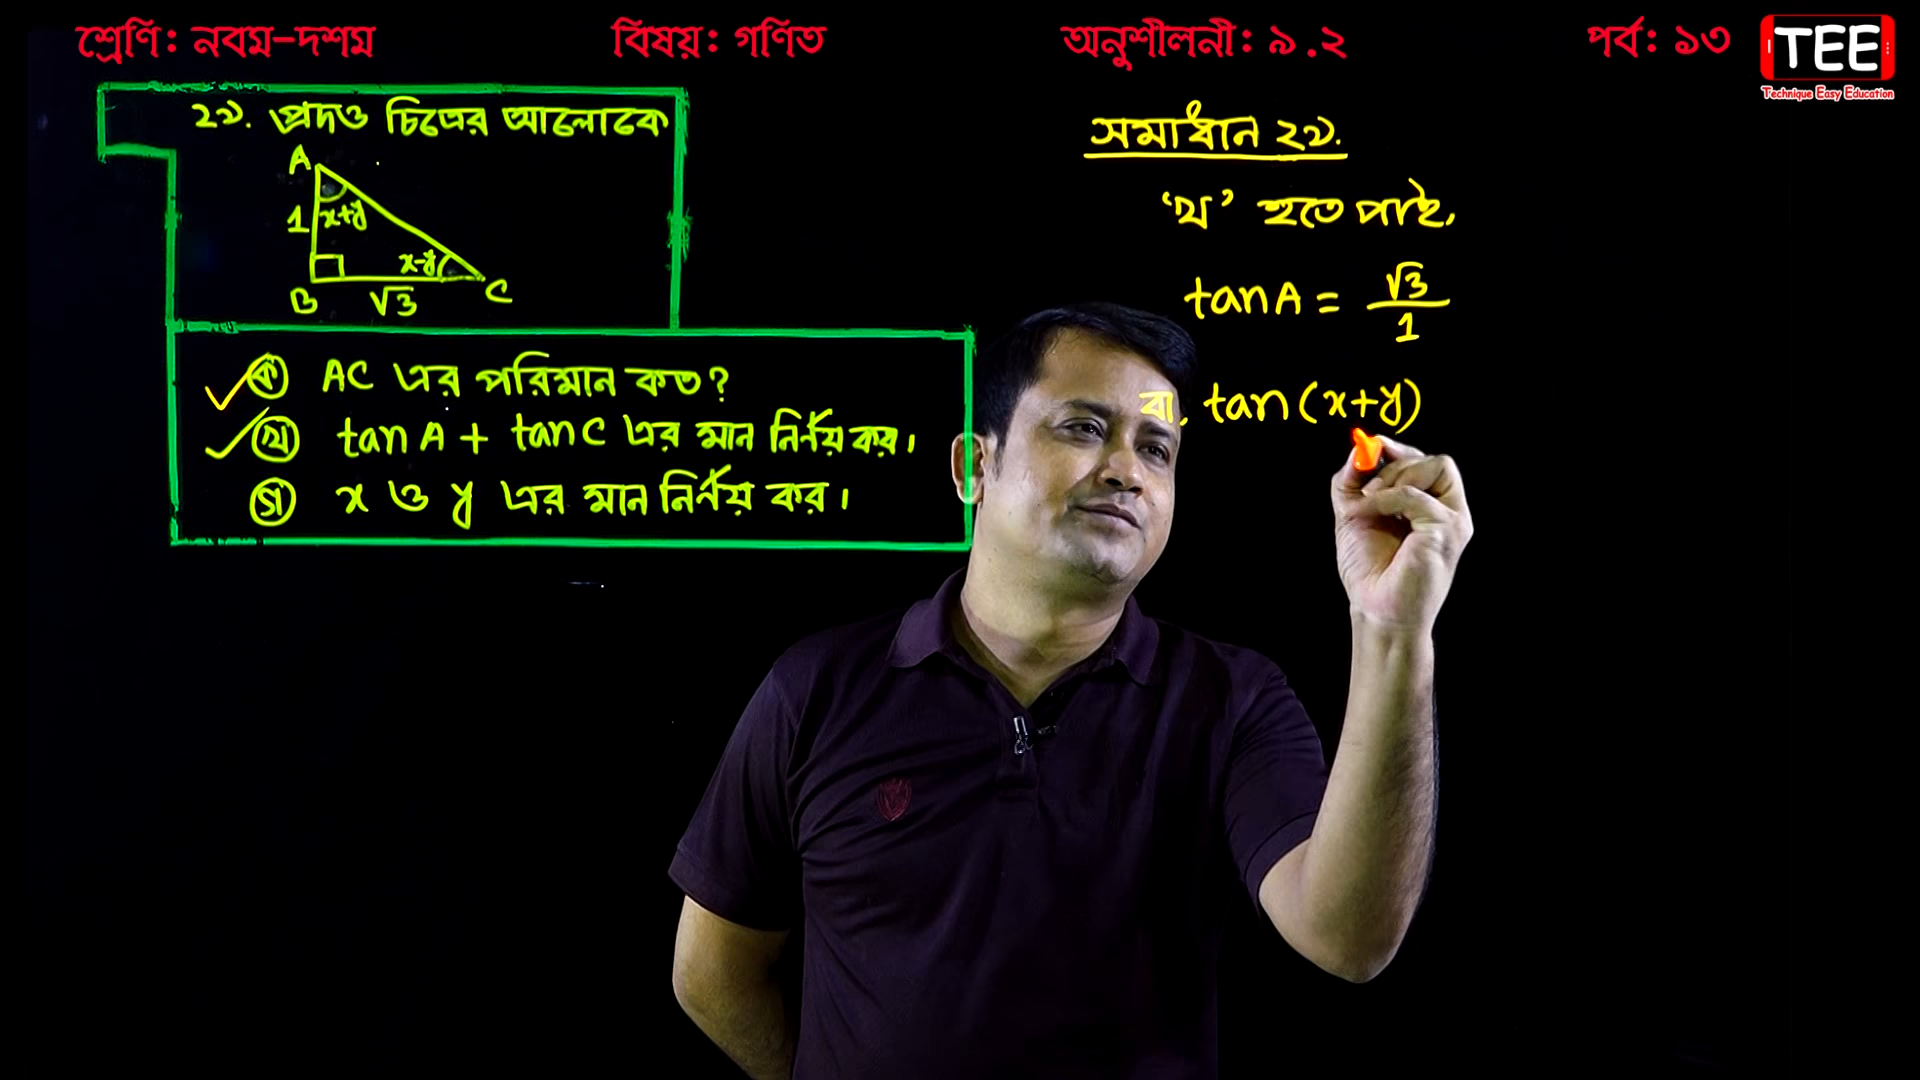 শ্রেণি: নবম-দশম বিষয়: গণিত অনুশীলনী: ৯.২ পর্ব: ১৩
TEE
Technique Easy Education
২৯. প্রদত্ত চিত্রের আলোকে
A
1 x+y
x-y
B √3 C
ক AC এর পরিমান কত?
খ tan A + tan C এর মান নির্ণয় কর।
গ x ও y এর মান নির্ণয় কর।
সমাধান ২৯.
'খ' হতে পাই,
tan A = √3/1
বা, tan (x+y)